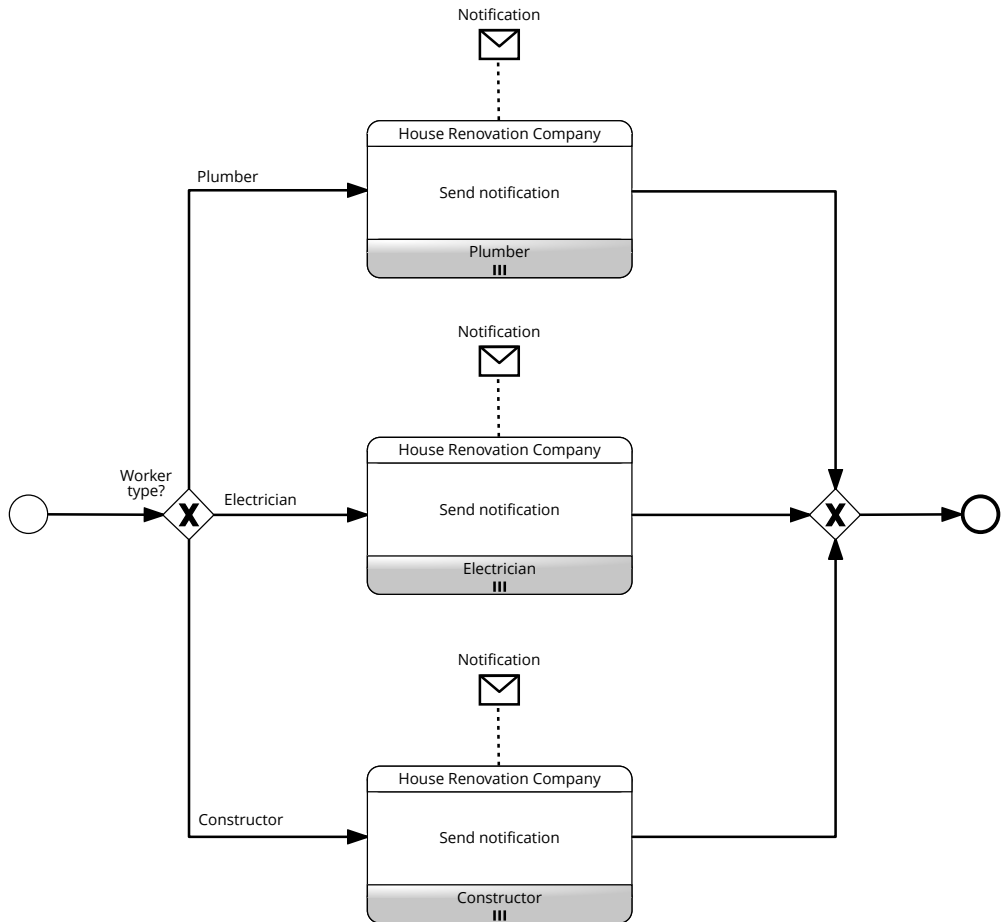 Notification
House Renovation Company
Plumber
Send notification
Plumber
Notification
House Renovation Company
Worker
type?
Electrician
Send notification
Electrician
Notification
House Renovation Company
Constructor
Send notification
Constructor